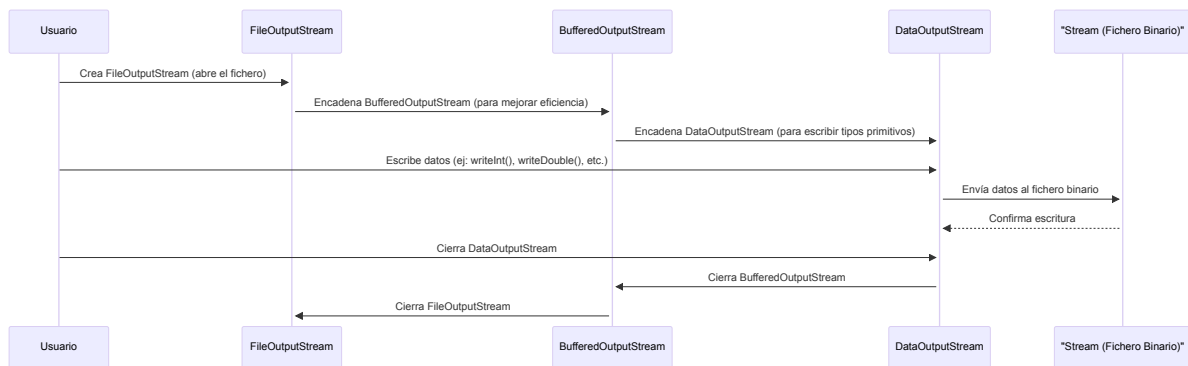 Usuario
FileOutputStream
BufferedOutputStream
DataOutputStream
"Stream (Fichero Binario)"
Crea FileOutputStream (abre el fichero)
Encadena BufferedOutputStream (para mejorar eficiencia)
Encadena DataOutputStream (para escribir tipos primitivos)
Escribe datos (ej: writeInt(), writeDouble(), etc.)
Envía datos al fichero binario
Confirma escritura
Cierra DataOutputStream
Cierra BufferedOutputStream
Cierra FileOutputStream
Usuario
FileOutputStream
BufferedOutputStream
DataOutputStream
"Stream (Fichero Binario)"